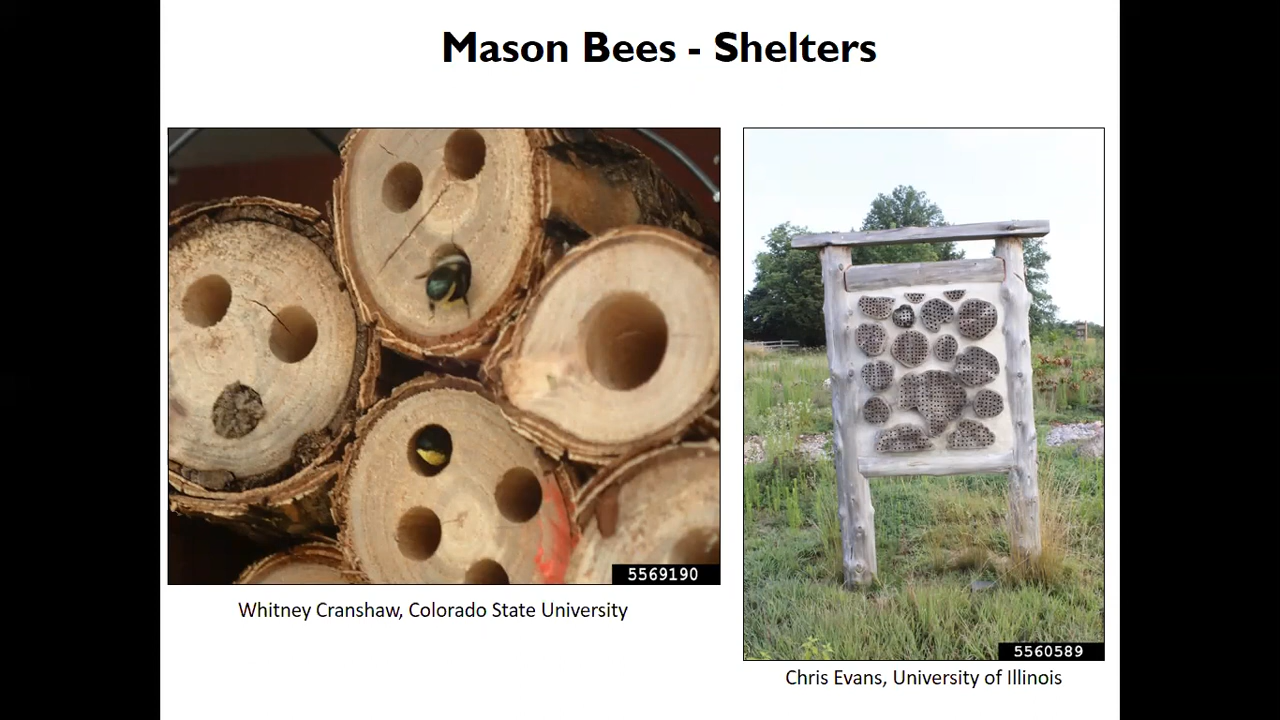 Mason Bees - Shelters
5569190
Whitney Cranshaw, Colorado State University
5560589
Chris Evans, University of Illinois